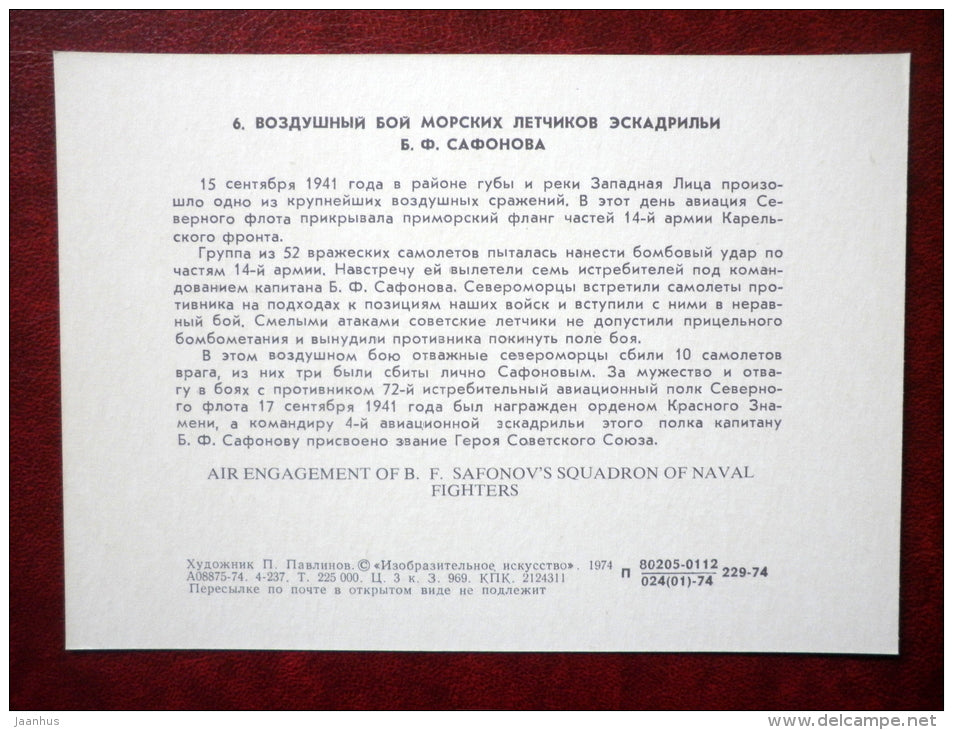 6. ВОЗДУШНЫЙ БОЙ МОРСКИХ ЛЕТЧИКОВ ЭСКАДРИЛЬИ
Б. Ф. САФОНОВА
15 сентября 1941 года в районе губы и реки Западная Лица произо-
шло одно из крупнейших воздушных сражений. В этот день авиация Се-
верного флота прикрывала приморский фланг частей 14-й армии Карель-
ского фронта.
Группа из 52 вражеских самолетов пыталась нанести бомбовый удар по
частям 14-й армии. Навстречу ей вылетели семь истребителей под коман-
дованием капитана Б. Ф. Сафонова. Североморцы встретили самолеты про-
тивника на подходах к позициям наших войск и вступили с ними в нерав-
ный бой. Смелыми атаками советские летчики не допустили прицельного
бомбометания и вынудили противника покинуть поле боя.
В этом воздушном бою отважные североморцы сбили 10 самолетов
врага, из них три были сбиты лично Сафоновым. За мужество и отва-
гу в боях с противником 72-й истребительный авиационный полк Северно-
го флота 17 сентября 1941 года был награжден орденом Красного Зна-
мени, а командиру 4-й авиационной эскадрильи этого полка капитану
Б. Ф. Сафонову присвоено звание Героя Советского Союза.
AIR ENGAGEMENT OF B. F. SAFONOV'S SQUADRON OF NAVAL
FIGHTERS
Художник П. Павлинов. © «Изобразительное искусство». 1974
А08875-74. 4-237. Т. 225 000. Ц. 3 к. З. 969. КПК. 2124311
Пересылке по почте в открытом виде не подлежит
П 80205-0112 229-74
024(01)-74
jaanhus
www.delcampe.net